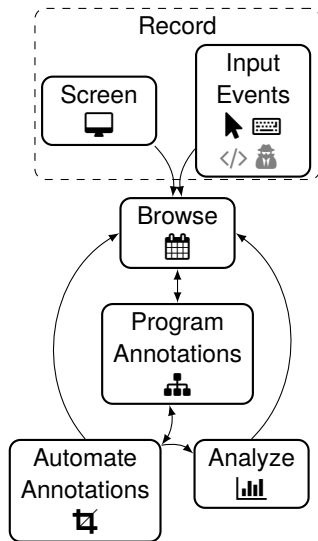 Record
Screen
Input
Events
</>
Browse
Program
Annotations
Automate
Annotations
Analyze